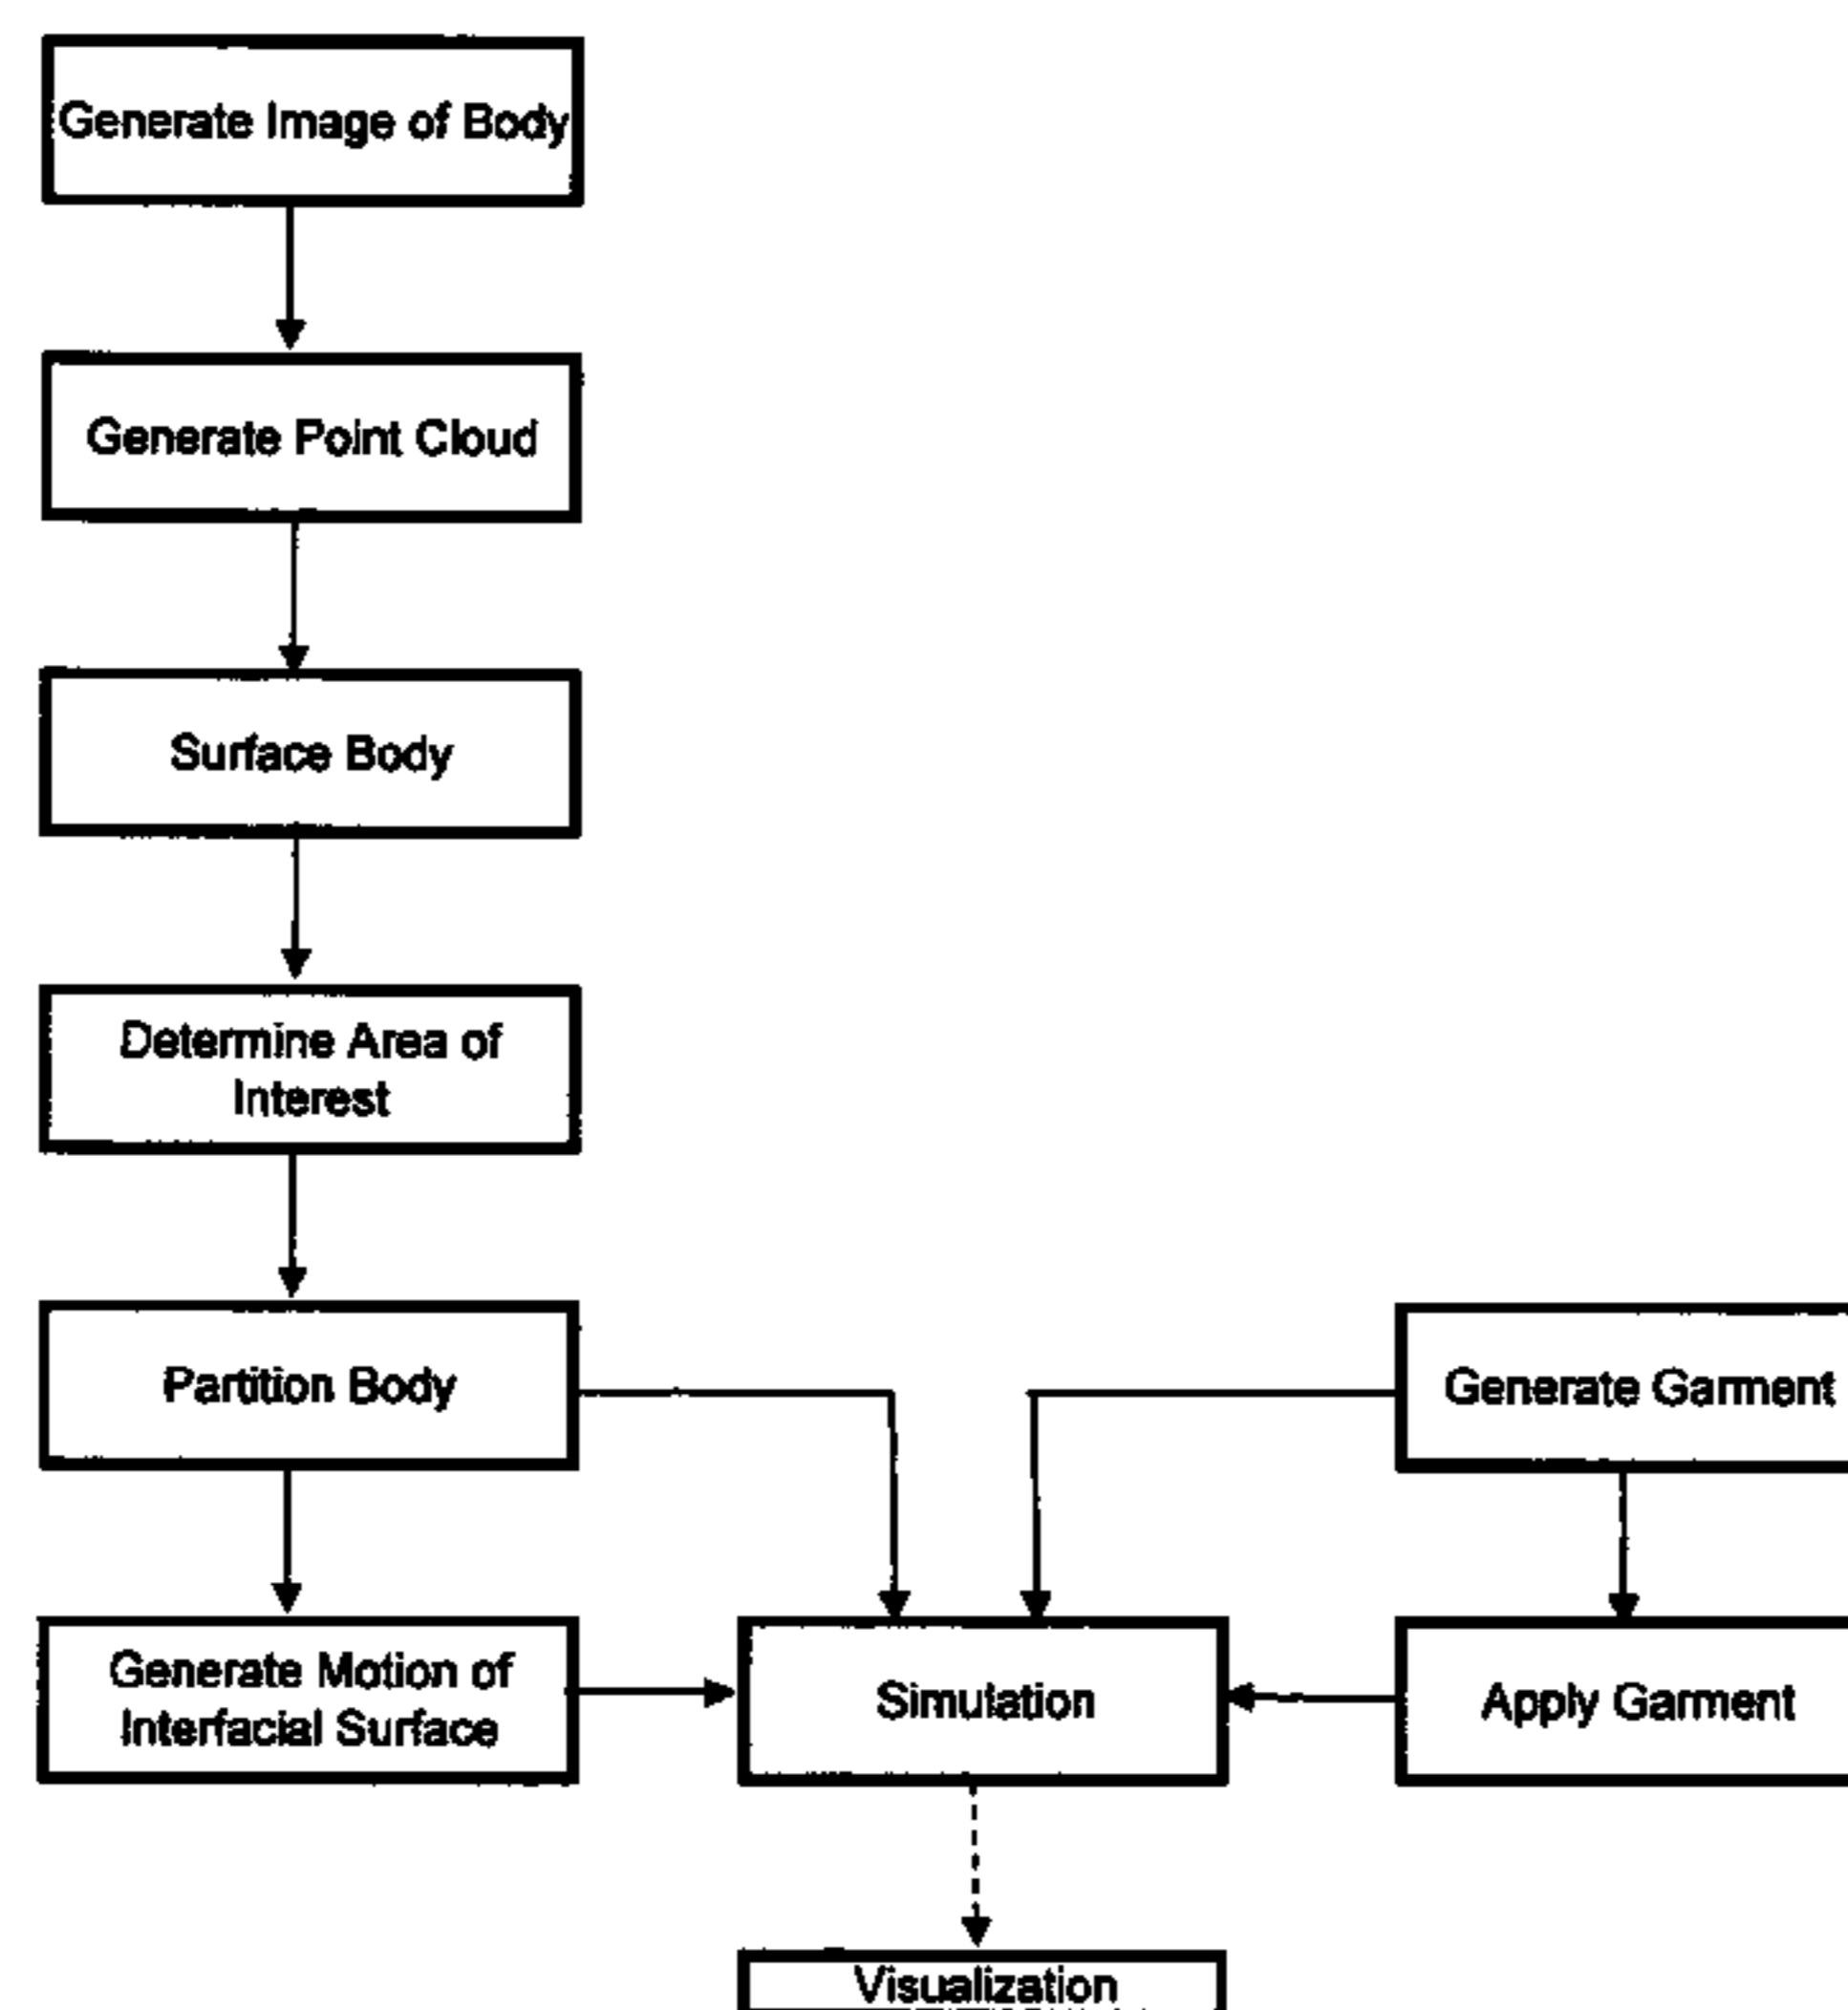 Generate Image of Body
Generate Point Cloud
Surface Body
Determine Area of
Interest
Partition Body
Generate Garment
Generate Motion of
Interfacial Surface
Simulation
Apply Garment
Visualization